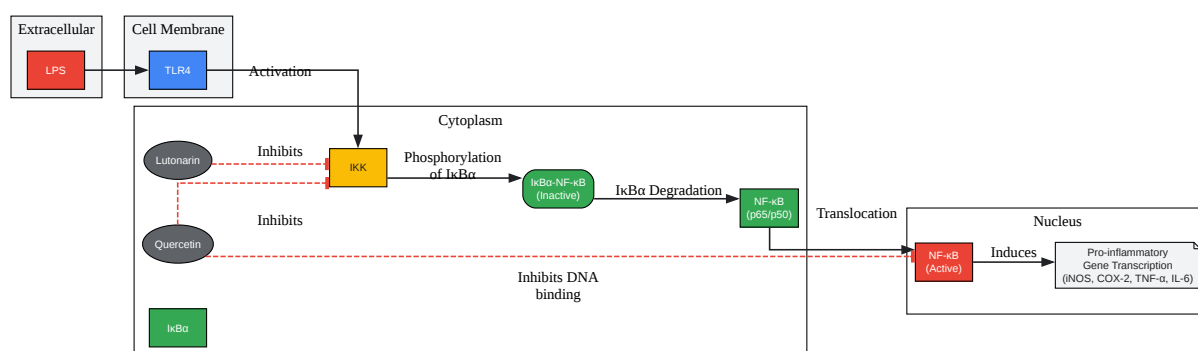 Extracellular
LPS
Cell Membrane
TLR4
Activation
Cytoplasm
Lutonarin
Inhibits
IKK
Phosphorylation
of IκBα
IκBα-NF-κB
(Inactive)
IκBα Degradation
NF-κB
(p65/p50)
Translocation
Quercetin
Inhibits
Inhibits DNA
binding
IκBα
Nucleus
NF-κB
(Active)
Induces
Pro-inflammatory
Gene Transcription
(iNOS, COX-2, TNF-α, IL-6)